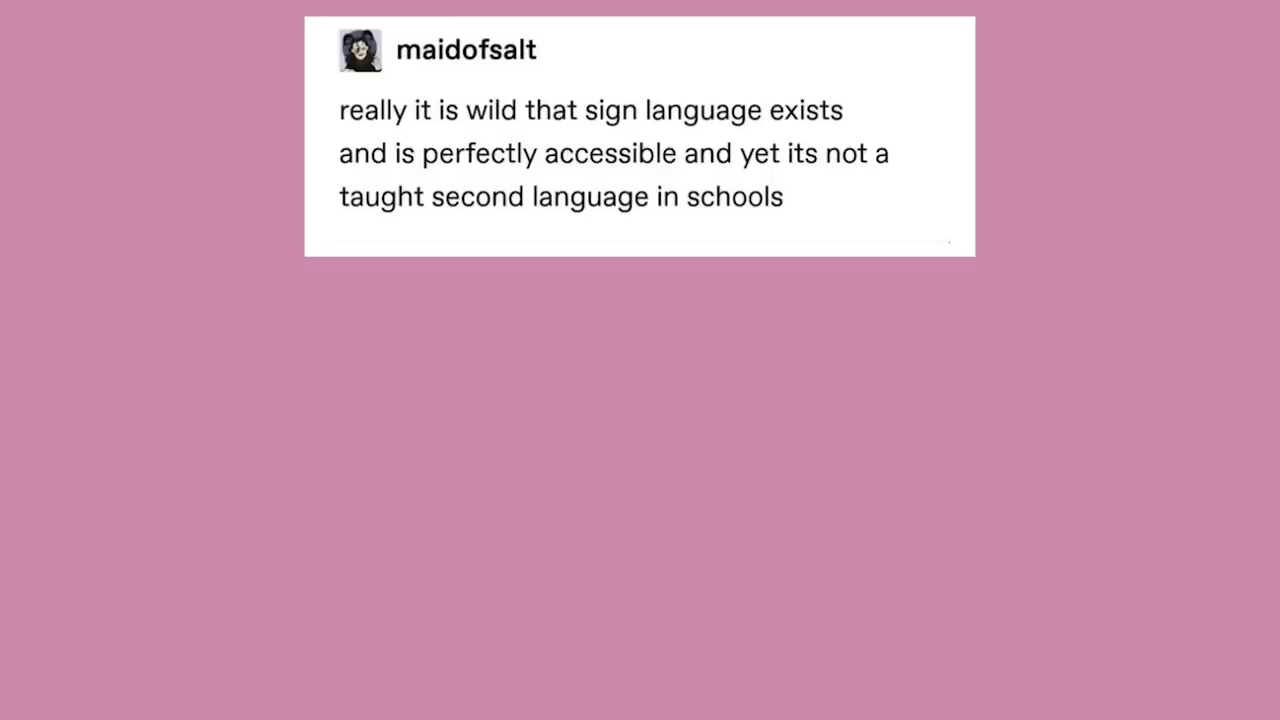 maidofsalt
really it is wild that sign language exists
and is perfectly accessible and yet its not a
taught second language in schools